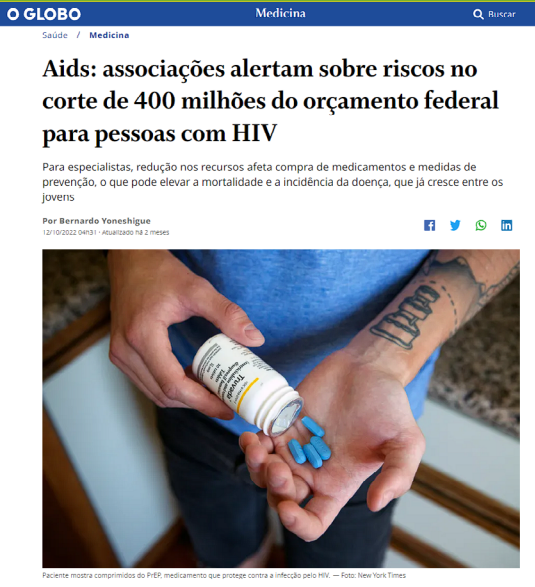 O GLOBO
Medicina
Buscar
Saúde / Medicina
Aids: associações alertam sobre riscos no
corte de 400 milhões do orçamento federal
para pessoas com HIV
Para especialistas, redução nos recursos afeta compra de medicamentos e medidas de
prevenção, o que pode elevar a mortalidade e a incidência da doença, que já cresce entre os
jovens
Por Bernardo Yoneshigue
12/10/2022 04h31 · Atualizado há 2 meses
Truvada
Paciente mostra comprimidos do PrEP, medicamento que protege contra a infecção pelo HIV. — Foto: New York Times